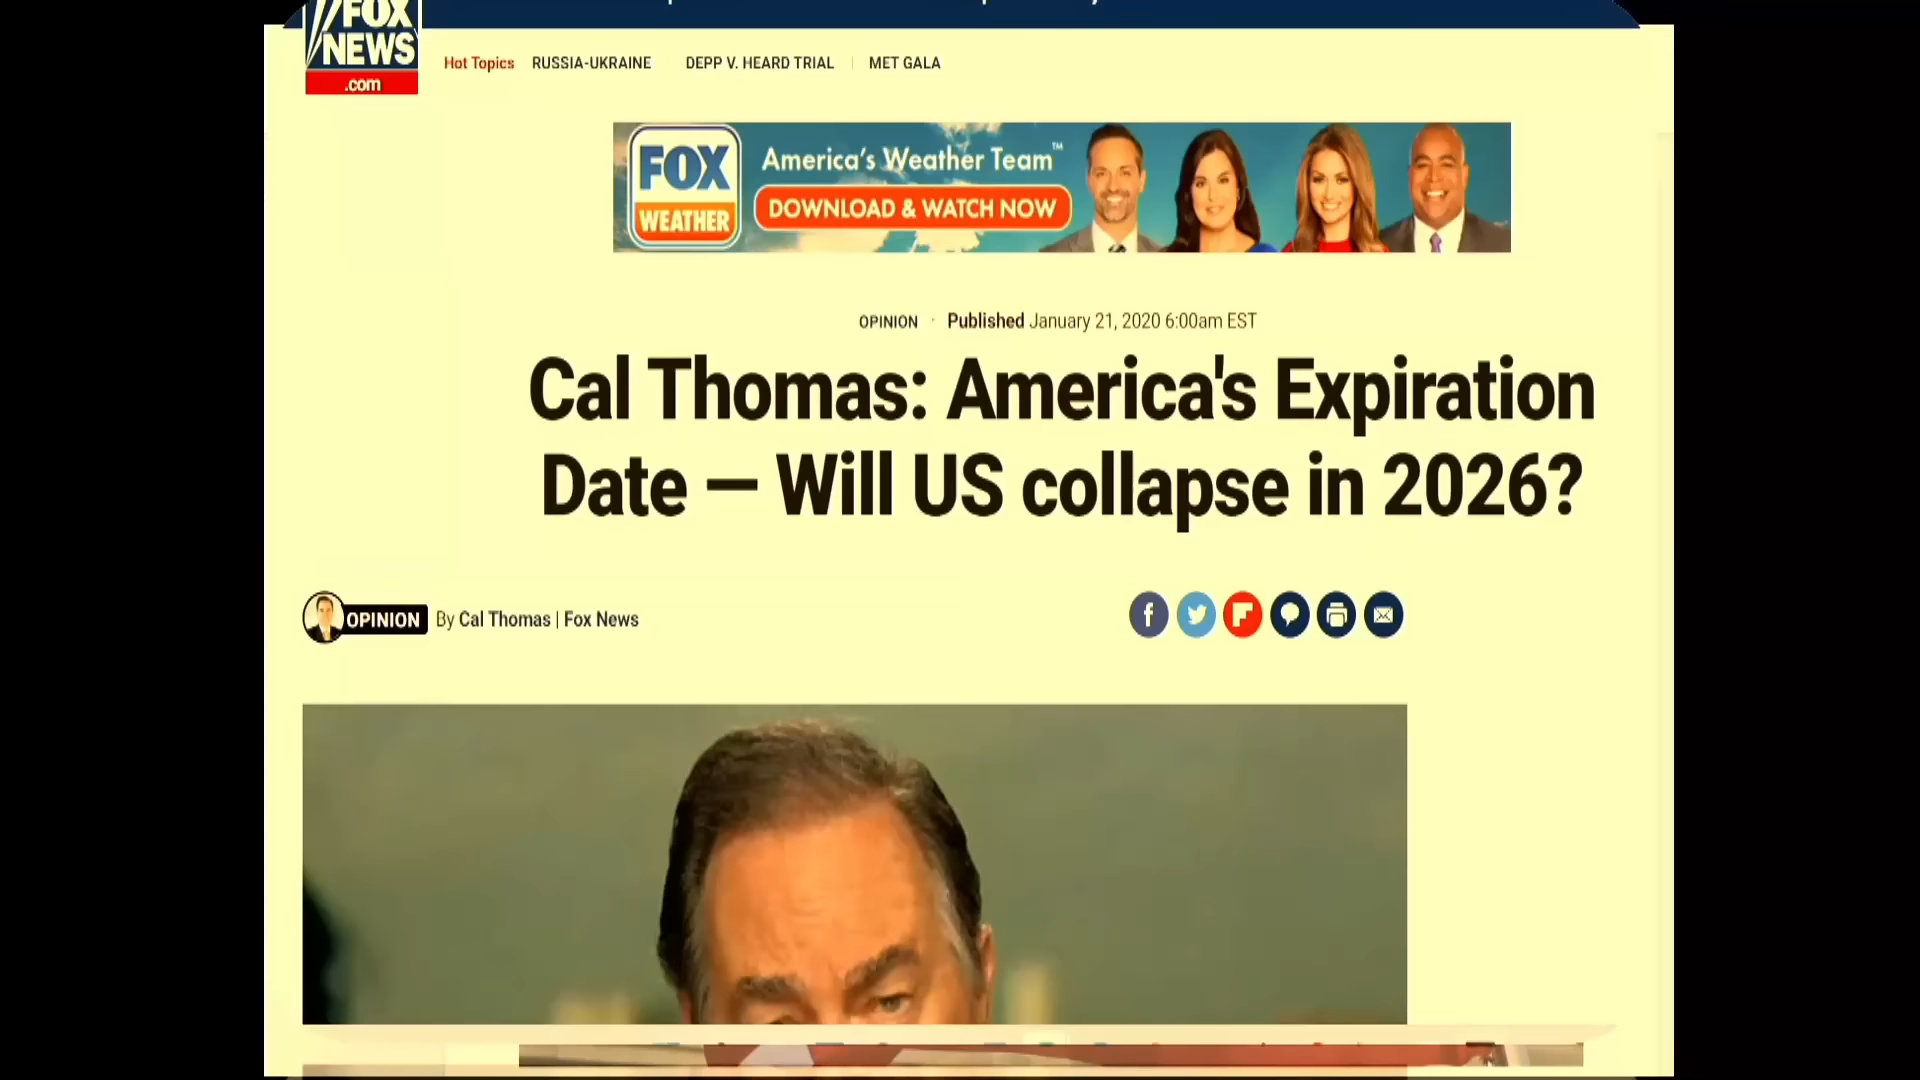 FOX
NEWS
.com
Hot Topics RUSSIA-UKRAINE DEPP V. HEARD TRIAL MET GALA
FOX
WEATHER
America's Weather Team™
DOWNLOAD & WATCH NOW
OPINION · Published January 21, 2020 6:00am EST
Cal Thomas: America's Expiration
Date — Will US collapse in 2026?
OPINION By Cal Thomas | Fox News